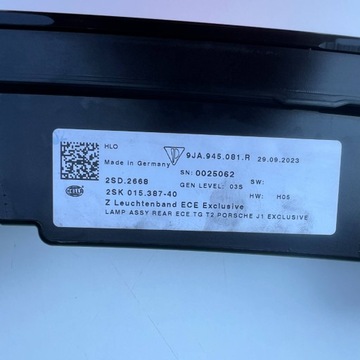 HLO
Made in Germany
9JA.945.081.R 29.09.2023
SN: 0025062
2SD.2668
GEN LEVEL: 03S SW:
HELLA 2SK 015.387-40 HW: H05
Z Leuchtenband ECE Exclusive
LAMP ASSY REAR ECE TG T2 PORSCHE J1 EXCLUSIVE